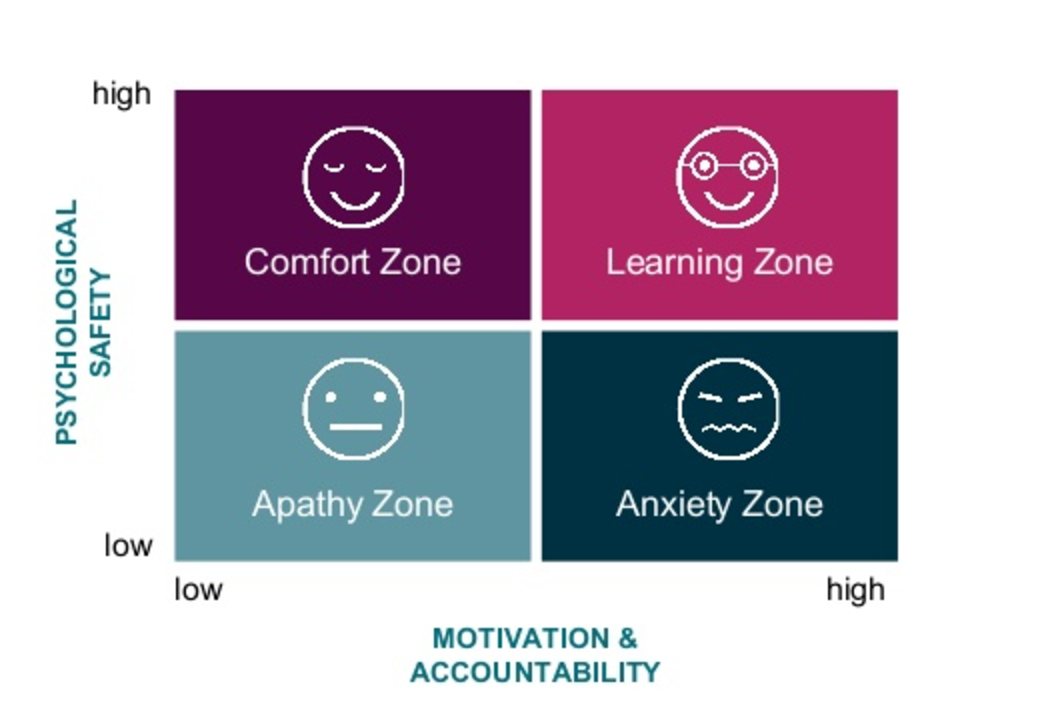 high
Comfort Zone
Learning Zone
PSYCHOLOGICAL
SAFETY
Apathy Zone
Anxiety Zone
low
low
high
MOTIVATION &
ACCOUNTABILITY